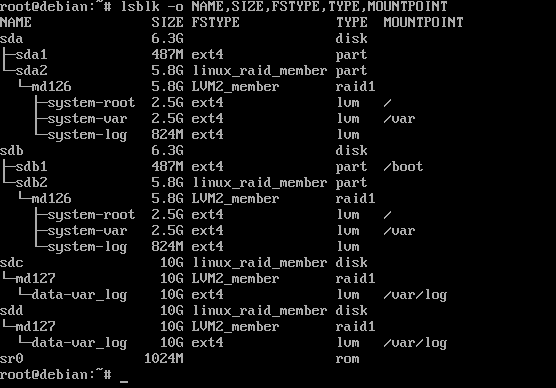 root@debian:~# lsblk -o NAME,SIZE,FSTYPE,TYPE,MOUNTPOINT
NAME                 SIZE FSTYPE            TYPE  MOUNTPOINT
sda                  6.3G                   disk
├─sda1               487M ext4              part
└─sda2               5.8G linux_raid_member part
  └─md126            5.8G LVM2_member       raid1
    ├─system-root    2.5G ext4              lvm   /
    ├─system-var     2.5G ext4              lvm   /var
    └─system-log     824M ext4              lvm
sdb                  6.3G                   disk
├─sdb1               487M ext4              part  /boot
└─sdb2               5.8G linux_raid_member part
  └─md126            5.8G LVM2_member       raid1
    ├─system-root    2.5G ext4              lvm   /
    ├─system-var     2.5G ext4              lvm   /var
    └─system-log     824M ext4              lvm
sdc                   10G linux_raid_member disk
└─md127               10G LVM2_member       raid1
  └─data-var_log      10G ext4              lvm   /var/log
sdd                   10G linux_raid_member disk
└─md127               10G LVM2_member       raid1
  └─data-var_log      10G ext4              lvm   /var/log
sr0                 1024M                   rom
root@debian:~# _